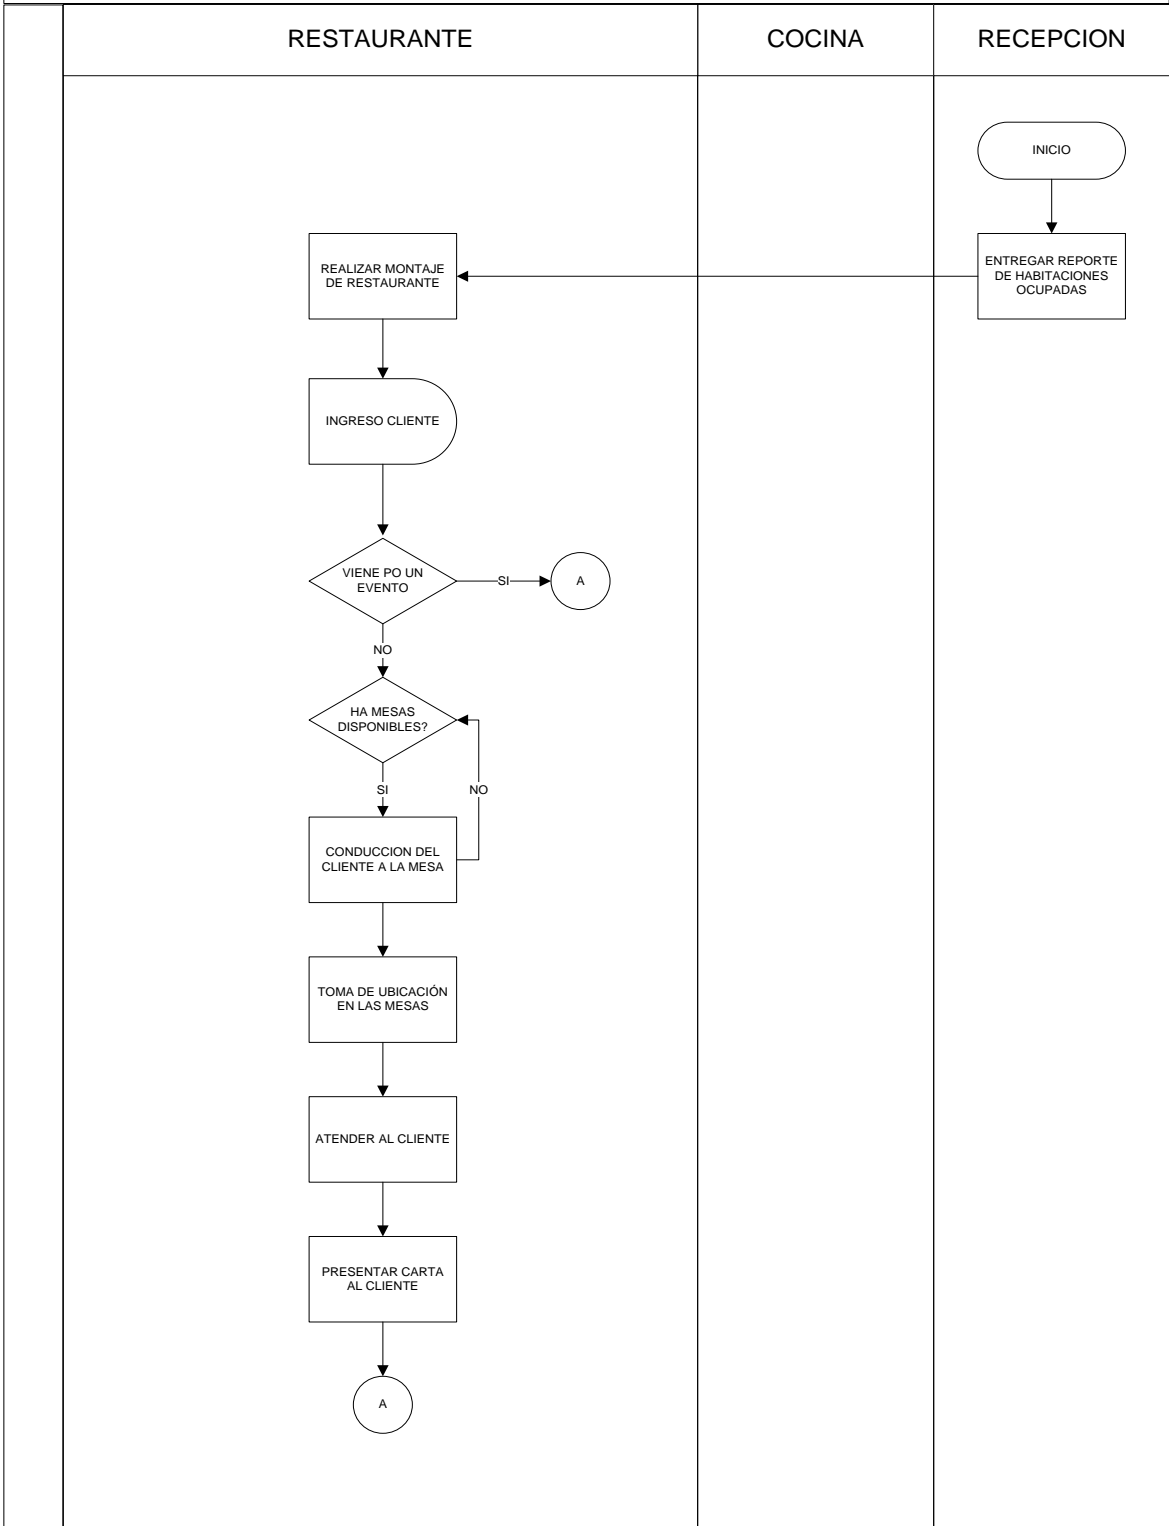 RESTAURANTE
COCINA
RECEPCION
INICIO
ENTREGAR REPORTE
DE HABITACIONES
OCUPADAS
REALIZAR MONTAJE
DE RESTAURANTE
INGRESO CLIENTE
VIENE PO UN
EVENTO
SI
A
NO
HA MESAS
DISPONIBLES?
SI
NO
CONDUCCION DEL
CLIENTE A LA MESA
TOMA DE UBICACIÓN
EN LAS MESAS
ATENDER AL CLIENTE
PRESENTAR CARTA
AL CLIENTE
A